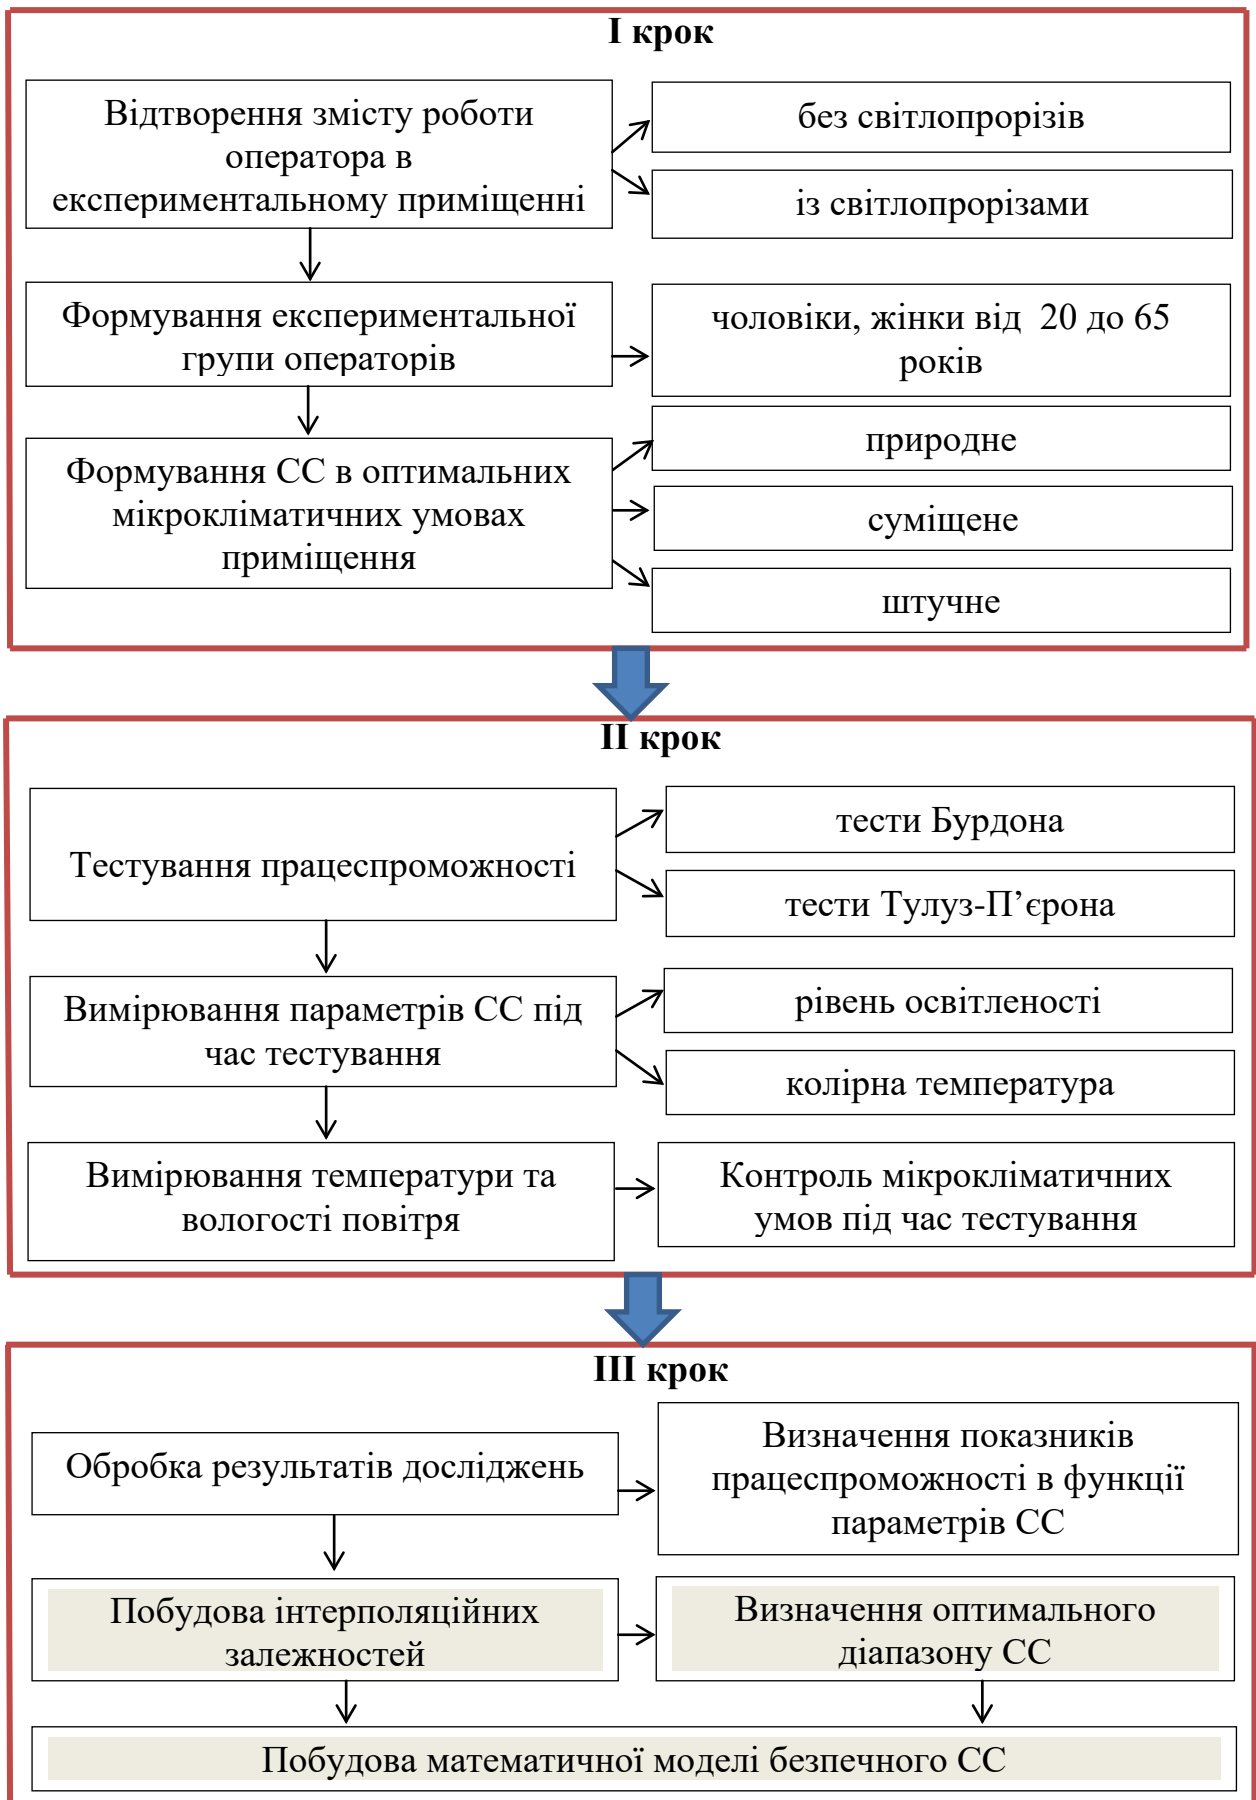 І крок
Відтворення змісту роботи
оператора в
експериментальному приміщенні
без світлопрорізів
із світлопрорізами
Формування експериментальної
групи операторів
чоловіки, жінки від 20 до 65
років
Формування СС в оптимальних
мікрокліматичних умовах
приміщення
природне
суміщене
штучне
ІІ крок
Тестування працеспроможності
тести Бурдона
тести Тулуз-П’єрона
Вимірювання параметрів СС під
час тестування
рівень освітленості
колірна температура
Вимірювання температури та
вологості повітря
Контроль мікрокліматичних
умов під час тестування
ІІІ крок
Обробка результатів досліджень
Визначення показників
працеспроможності в функції
параметрів СС
Побудова інтерполяційних
залежностей
Визначення оптимального
діапазону СС
Побудова математичної моделі безпечного СС